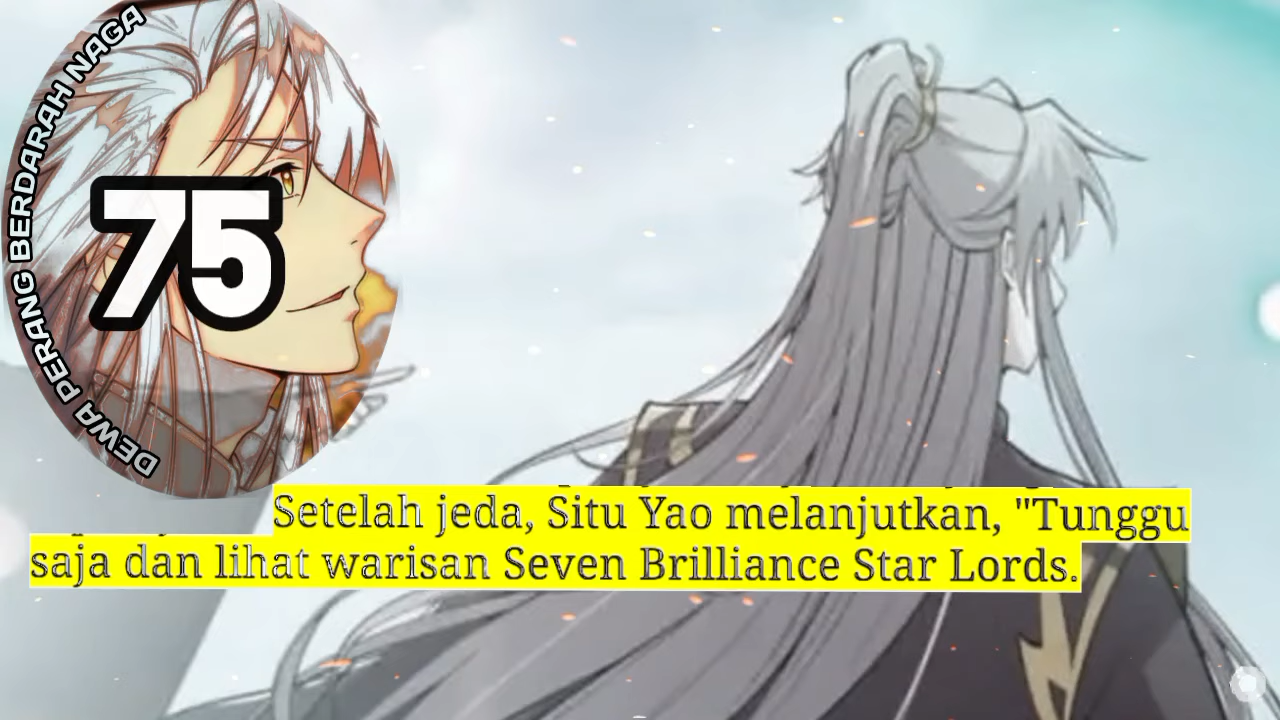 DEWA PERANG BERDARAH NAGA
75
Setelah jeda, Situ Yao melanjutkan, "Tunggu
saja dan lihat warisan Seven Brilliance Star Lords.